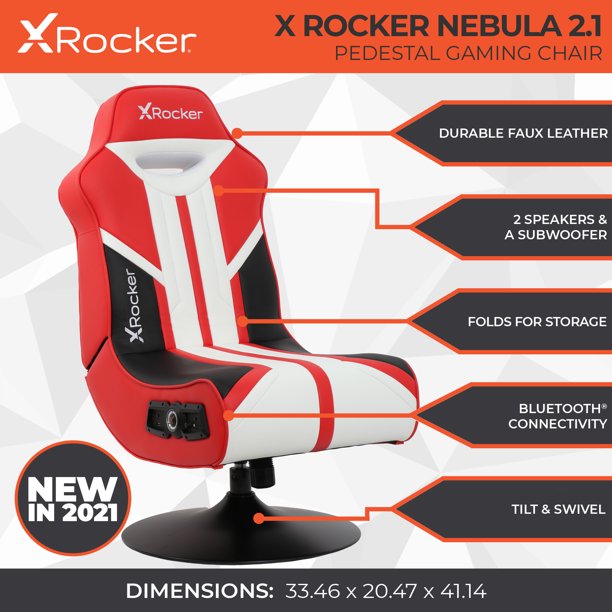 XRocker®
X ROCKER NEBULA 2.1
PEDESTAL GAMING CHAIR
XRocker
DURABLE FAUX LEATHER
2 SPEAKERS &
A SUBWOOFER
XRocker
FOLDS FOR STORAGE
BLUETOOTH®
CONNECTIVITY
NEW
IN 2021
TILT & SWIVEL
DIMENSIONS: 33.46 x 20.47 x 41.14